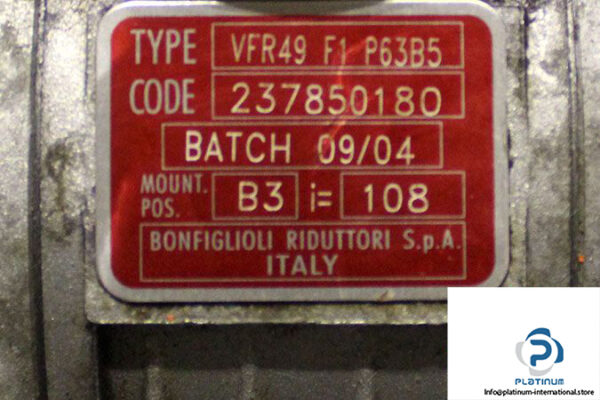 TYPE VFR49 F1 P63B5
CODE 237850180
BATCH 09/04
MOUNT. POS. B3 i= 108
BONFIGLIOLI RIDUTTORI S.p.A.
ITALY
PLATINUM
Info@platinum-international.store